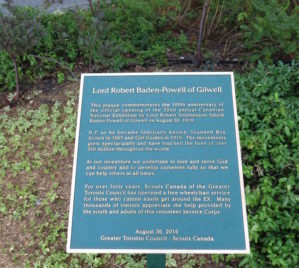 Lord Robert Baden-Powell of Gilwell
This plaque commemorates the 100th anniversary of
the official opening of the 32nd annual Canadian
National Exhibition by Lord Robert Stephenson Smyth
Baden-Powell of Gilwell on August 30, 1910.
B.P. as he became familiarly known, founded Boy
Scouts in 1907 and Girl Guides in 1910. The movements
grew spectacularly and have touched the lives of over
300 million throughout the world.
At our investiture we undertake to love and serve God
and country and to develop ourselves fully so that we
can help others at all times.
For over forty years, Scouts Canada of the Greater
Toronto Council has operated a free wheelchair service
for those who cannot easily get around the EX. Many
thousands of visitors appreciate the help provided by
the youth and adults of this volunteer Service Corps.
August 30, 2010
Greater Toronto Council - Scouts Canada